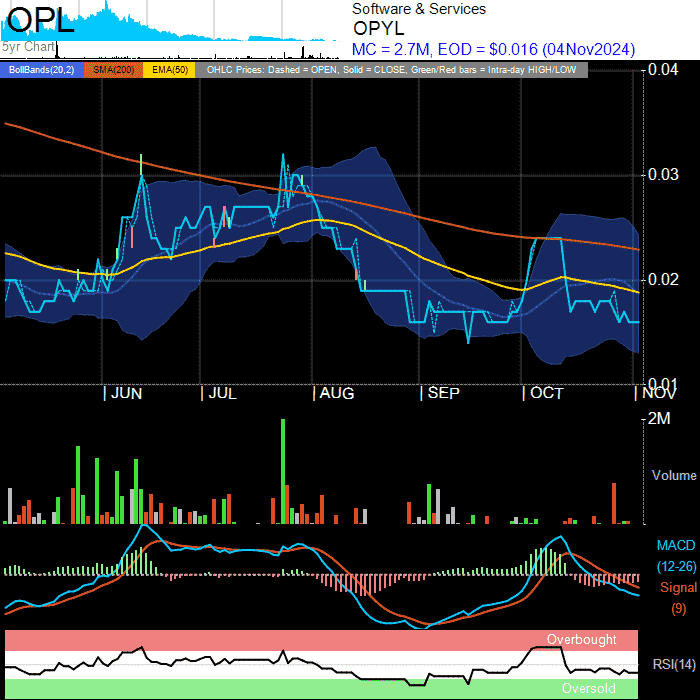 OPL
5yr Chart
Software & Services
OPYL
MC = 2.7M, EOD = $0.016 (04Nov2024)
BollBands(20,2) SMA(200) EMA(50) OHLC Prices: Dashed = OPEN, Solid = CLOSE, Green/Red bars = Intra-day HIGH/LOW
0.04
0.03
0.02
0.01
JUN JUL AUG SEP OCT NOV
2M
Volume
MACD
(12-26)
Signal
(9)
Overbought
RSI(14)
Oversold